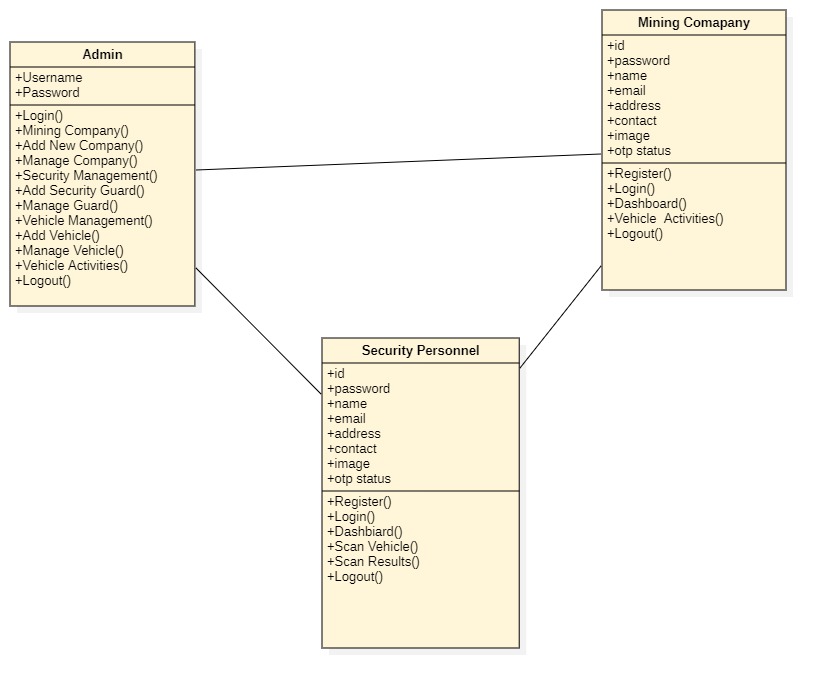 Admin
+Username
+Password
+Login()
+Mining Company()
+Add New Company()
+Manage Company()
+Security Management()
+Add Security Guard()
+Manage Guard()
+Vehicle Management()
+Add Vehicle()
+Manage Vehicle()
+Vehicle Activities()
+Logout()
Mining Comapany
+id
+password
+name
+email
+address
+contact
+image
+otp status
+Register()
+Login()
+Dashboard()
+Vehicle  Activities()
+Logout()
Security Personnel
+id
+password
+name
+email
+address
+contact
+image
+otp status
+Register()
+Login()
+Dashbiard()
+Scan Vehicle()
+Scan Results()
+Logout()